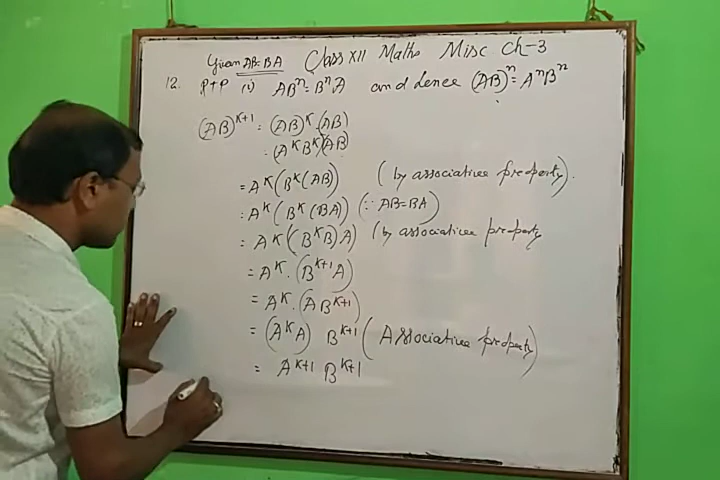 Given AB=BA Class XII Maths Misc Ch-3
12. P+P (i) ABⁿ = BⁿA and hence (AB)ⁿ = AⁿBⁿ
(AB)ᵏ⁺¹ = (AB)ᵏ.(AB)
= (AᵏBᵏ)(AB)
= Aᵏ(Bᵏ(AB)) (by associative property).
= Aᵏ(Bᵏ(BA)) (∵ AB=BA)
= Aᵏ((BᵏB)A) (by associative property
= Aᵏ.(Bᵏ⁺¹A)
= Aᵏ.(ABᵏ⁺¹)
= (AᵏA) Bᵏ⁺¹ (Associative property)
= Aᵏ⁺¹ Bᵏ⁺¹